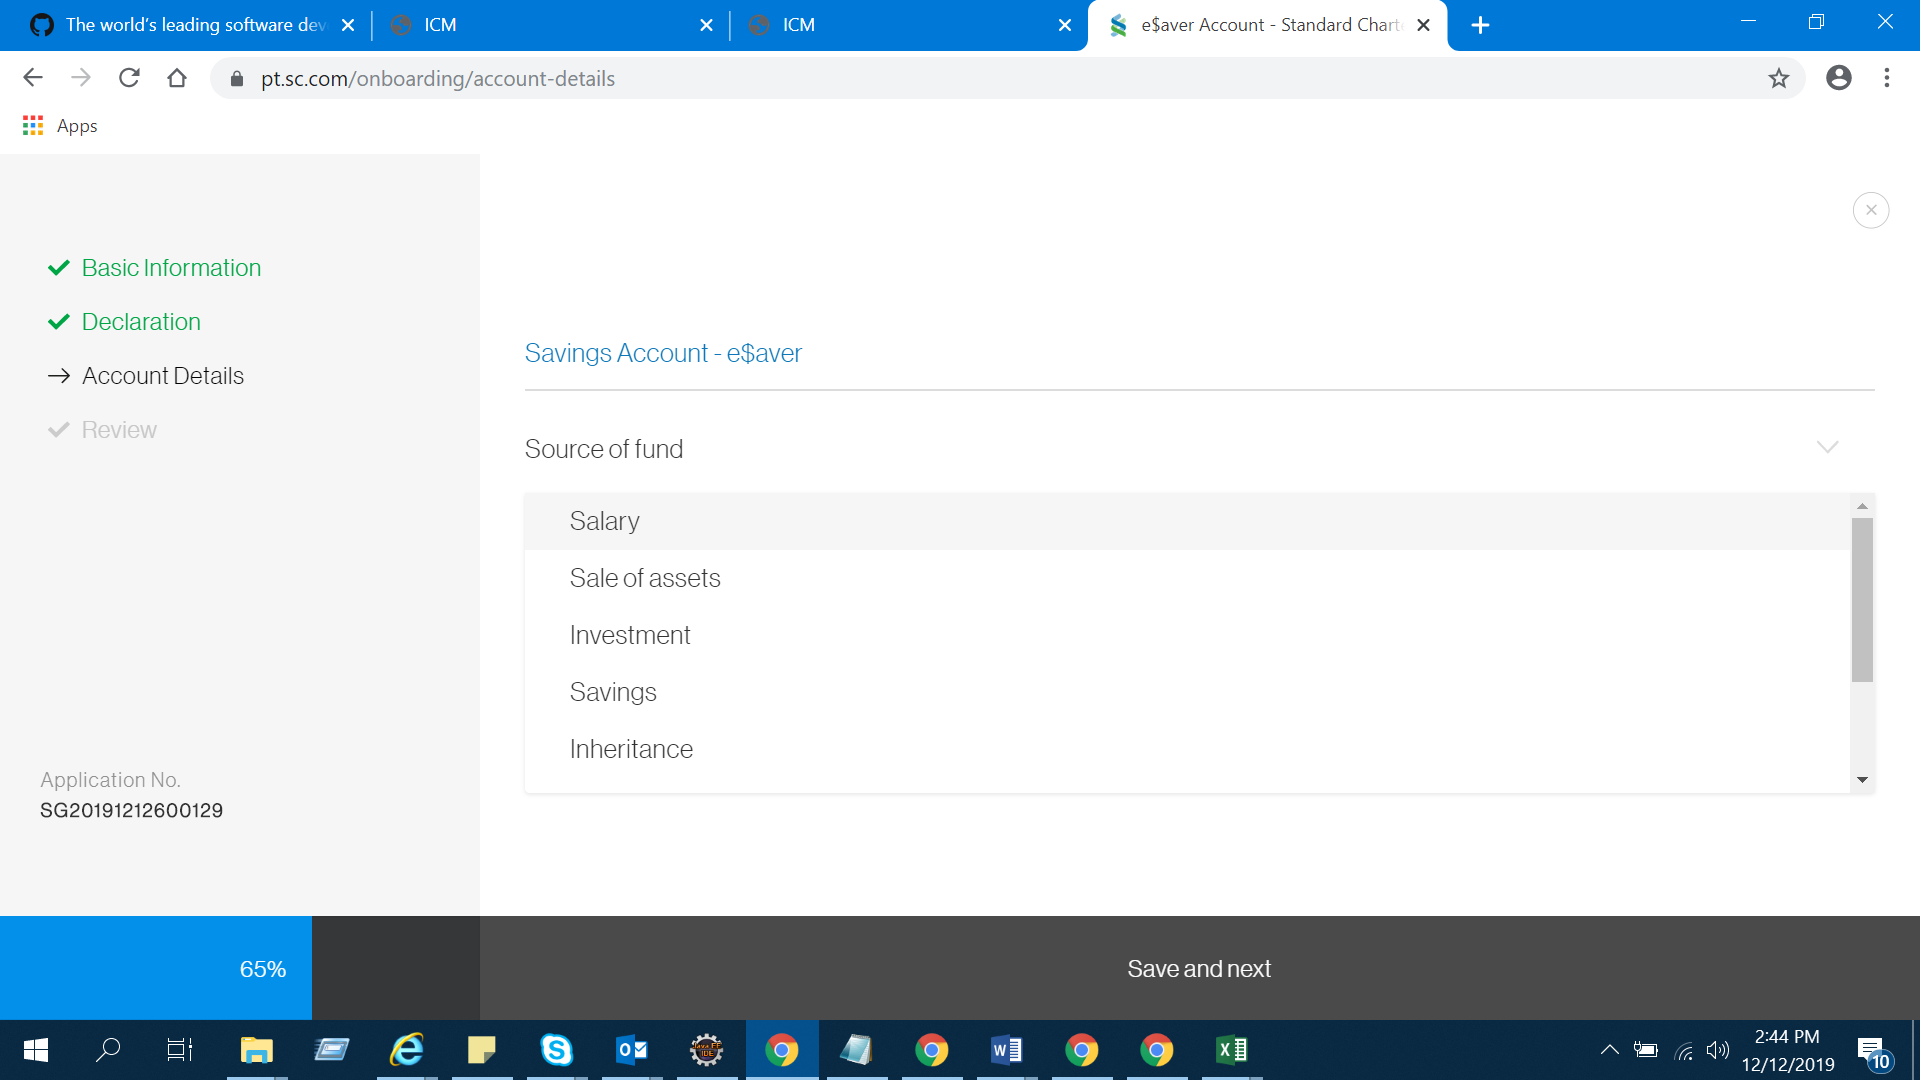 The world's leading software dev
ICM
ICM
e$aver Account - Standard Charte
pt.sc.com/onboarding/account-details
Apps
Basic Information
Declaration
Account Details
Review
Application No.
SG20191212600129
Savings Account - e$aver
Source of fund
Salary
Sale of assets
Investment
Savings
Inheritance
65%
Save and next
2:44 PM
12/12/2019
10